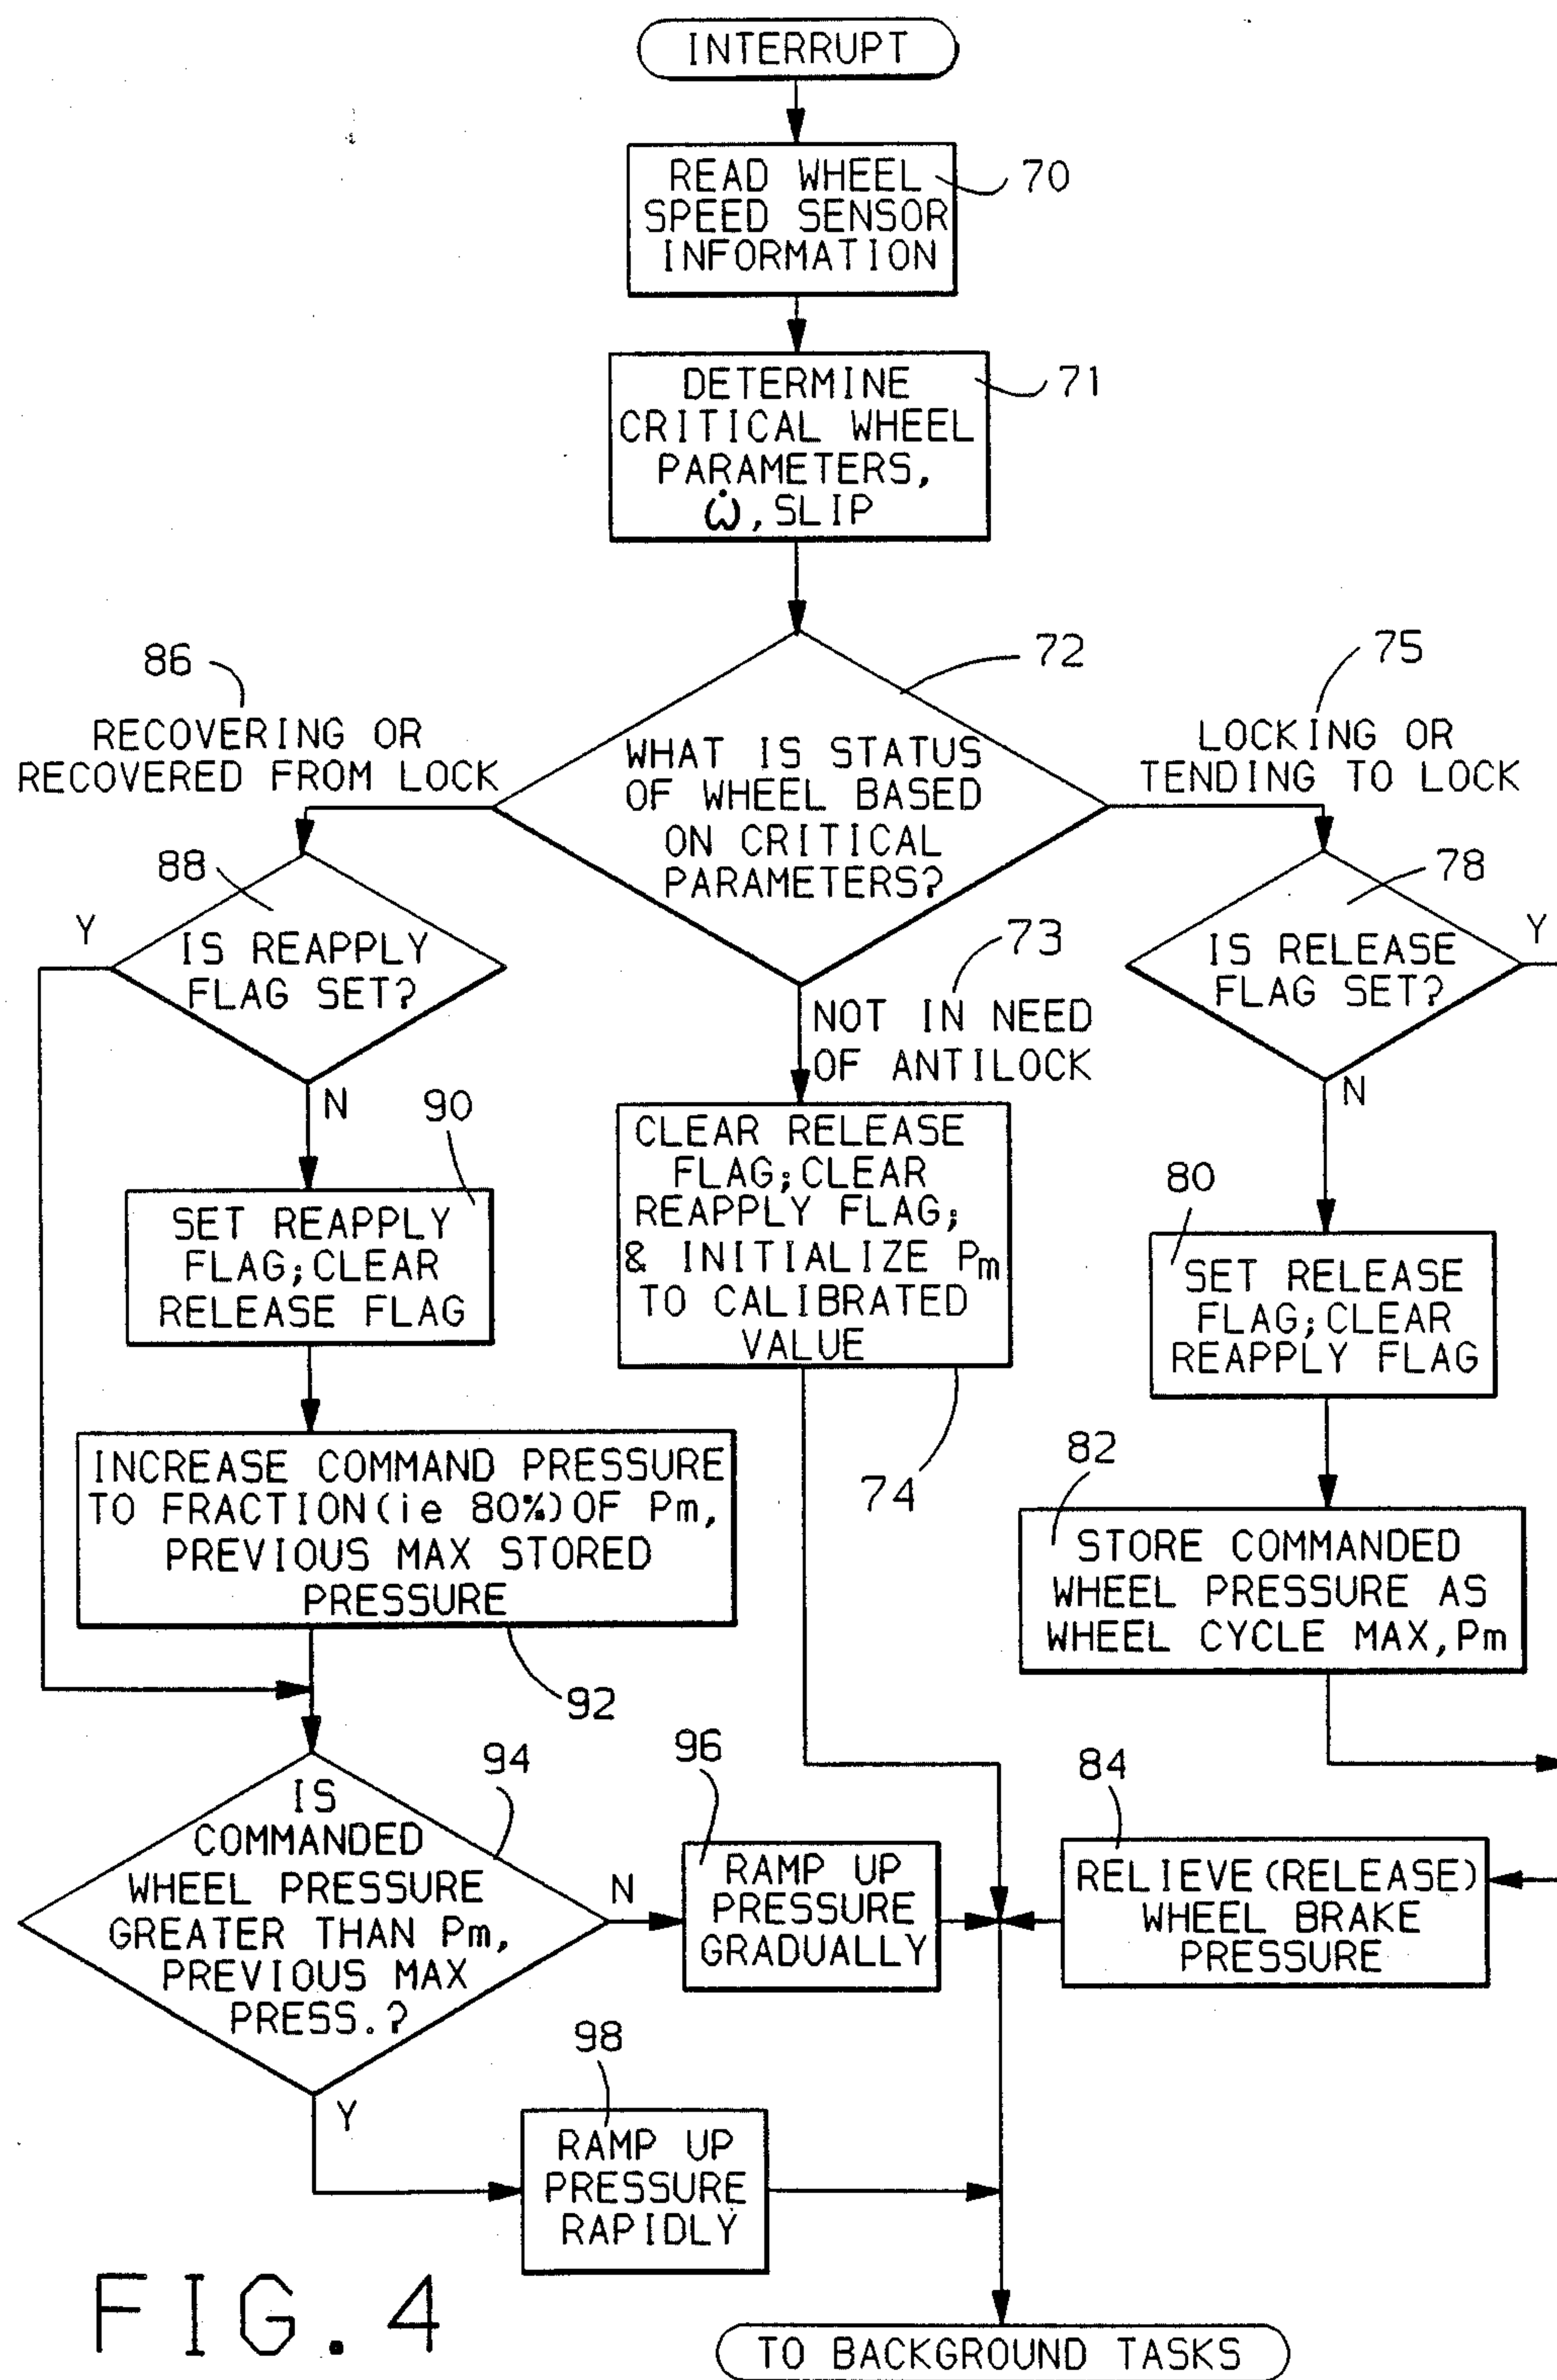 INTERRUPT
READ WHEEL
SPEED SENSOR
INFORMATION
70
DETERMINE
CRITICAL WHEEL
PARAMETERS,
ω̇, SLIP
71
72
WHAT IS STATUS
OF WHEEL BASED
ON CRITICAL
PARAMETERS?
86
RECOVERING OR
RECOVERED FROM LOCK
75
LOCKING OR
TENDING TO LOCK
88
IS REAPPLY
FLAG SET?
Y
N
73
NOT IN NEED
OF ANTILOCK
78
IS RELEASE
FLAG SET?
Y
N
90
SET REAPPLY
FLAG;CLEAR
RELEASE FLAG
CLEAR RELEASE
FLAG;CLEAR
REAPPLY FLAG;
& INITIALIZE Pm
TO CALIBRATED
VALUE
74
80
SET RELEASE
FLAG;CLEAR
REAPPLY FLAG
INCREASE COMMAND PRESSURE
TO FRACTION(ie 80%)OF Pm,
PREVIOUS MAX STORED
PRESSURE
92
82
STORE COMMANDED
WHEEL PRESSURE AS
WHEEL CYCLE MAX,Pm
94
IS
COMMANDED
WHEEL PRESSURE
GREATER THAN Pm,
PREVIOUS MAX
PRESS.?
N
Y
96
RAMP UP
PRESSURE
GRADUALLY
84
RELIEVE(RELEASE)
WHEEL BRAKE
PRESSURE
98
RAMP UP
PRESSURE
RAPIDLY
TO BACKGROUND TASKS
FIG. 4